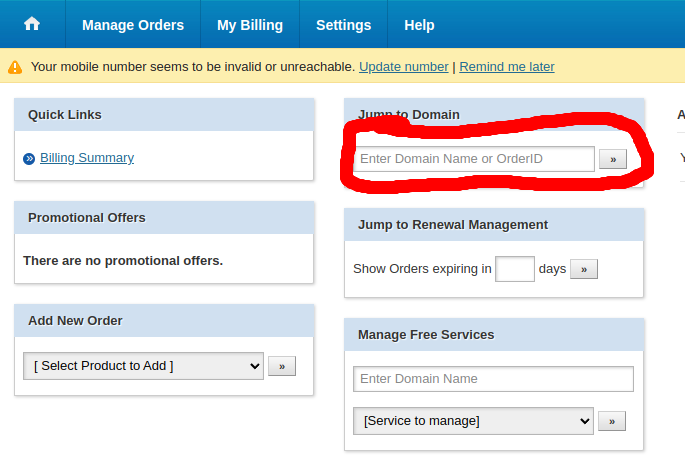 Manage Orders My Billing Settings Help
Your mobile number seems to be invalid or unreachable. Update number | Remind me later
Quick Links
» Billing Summary
Promotional Offers
There are no promotional offers.
Add New Order
[ Select Product to Add ] »
Jump to Domain
Enter Domain Name or OrderID »
Jump to Renewal Management
Show Orders expiring in days »
Manage Free Services
Enter Domain Name
[Service to manage] »